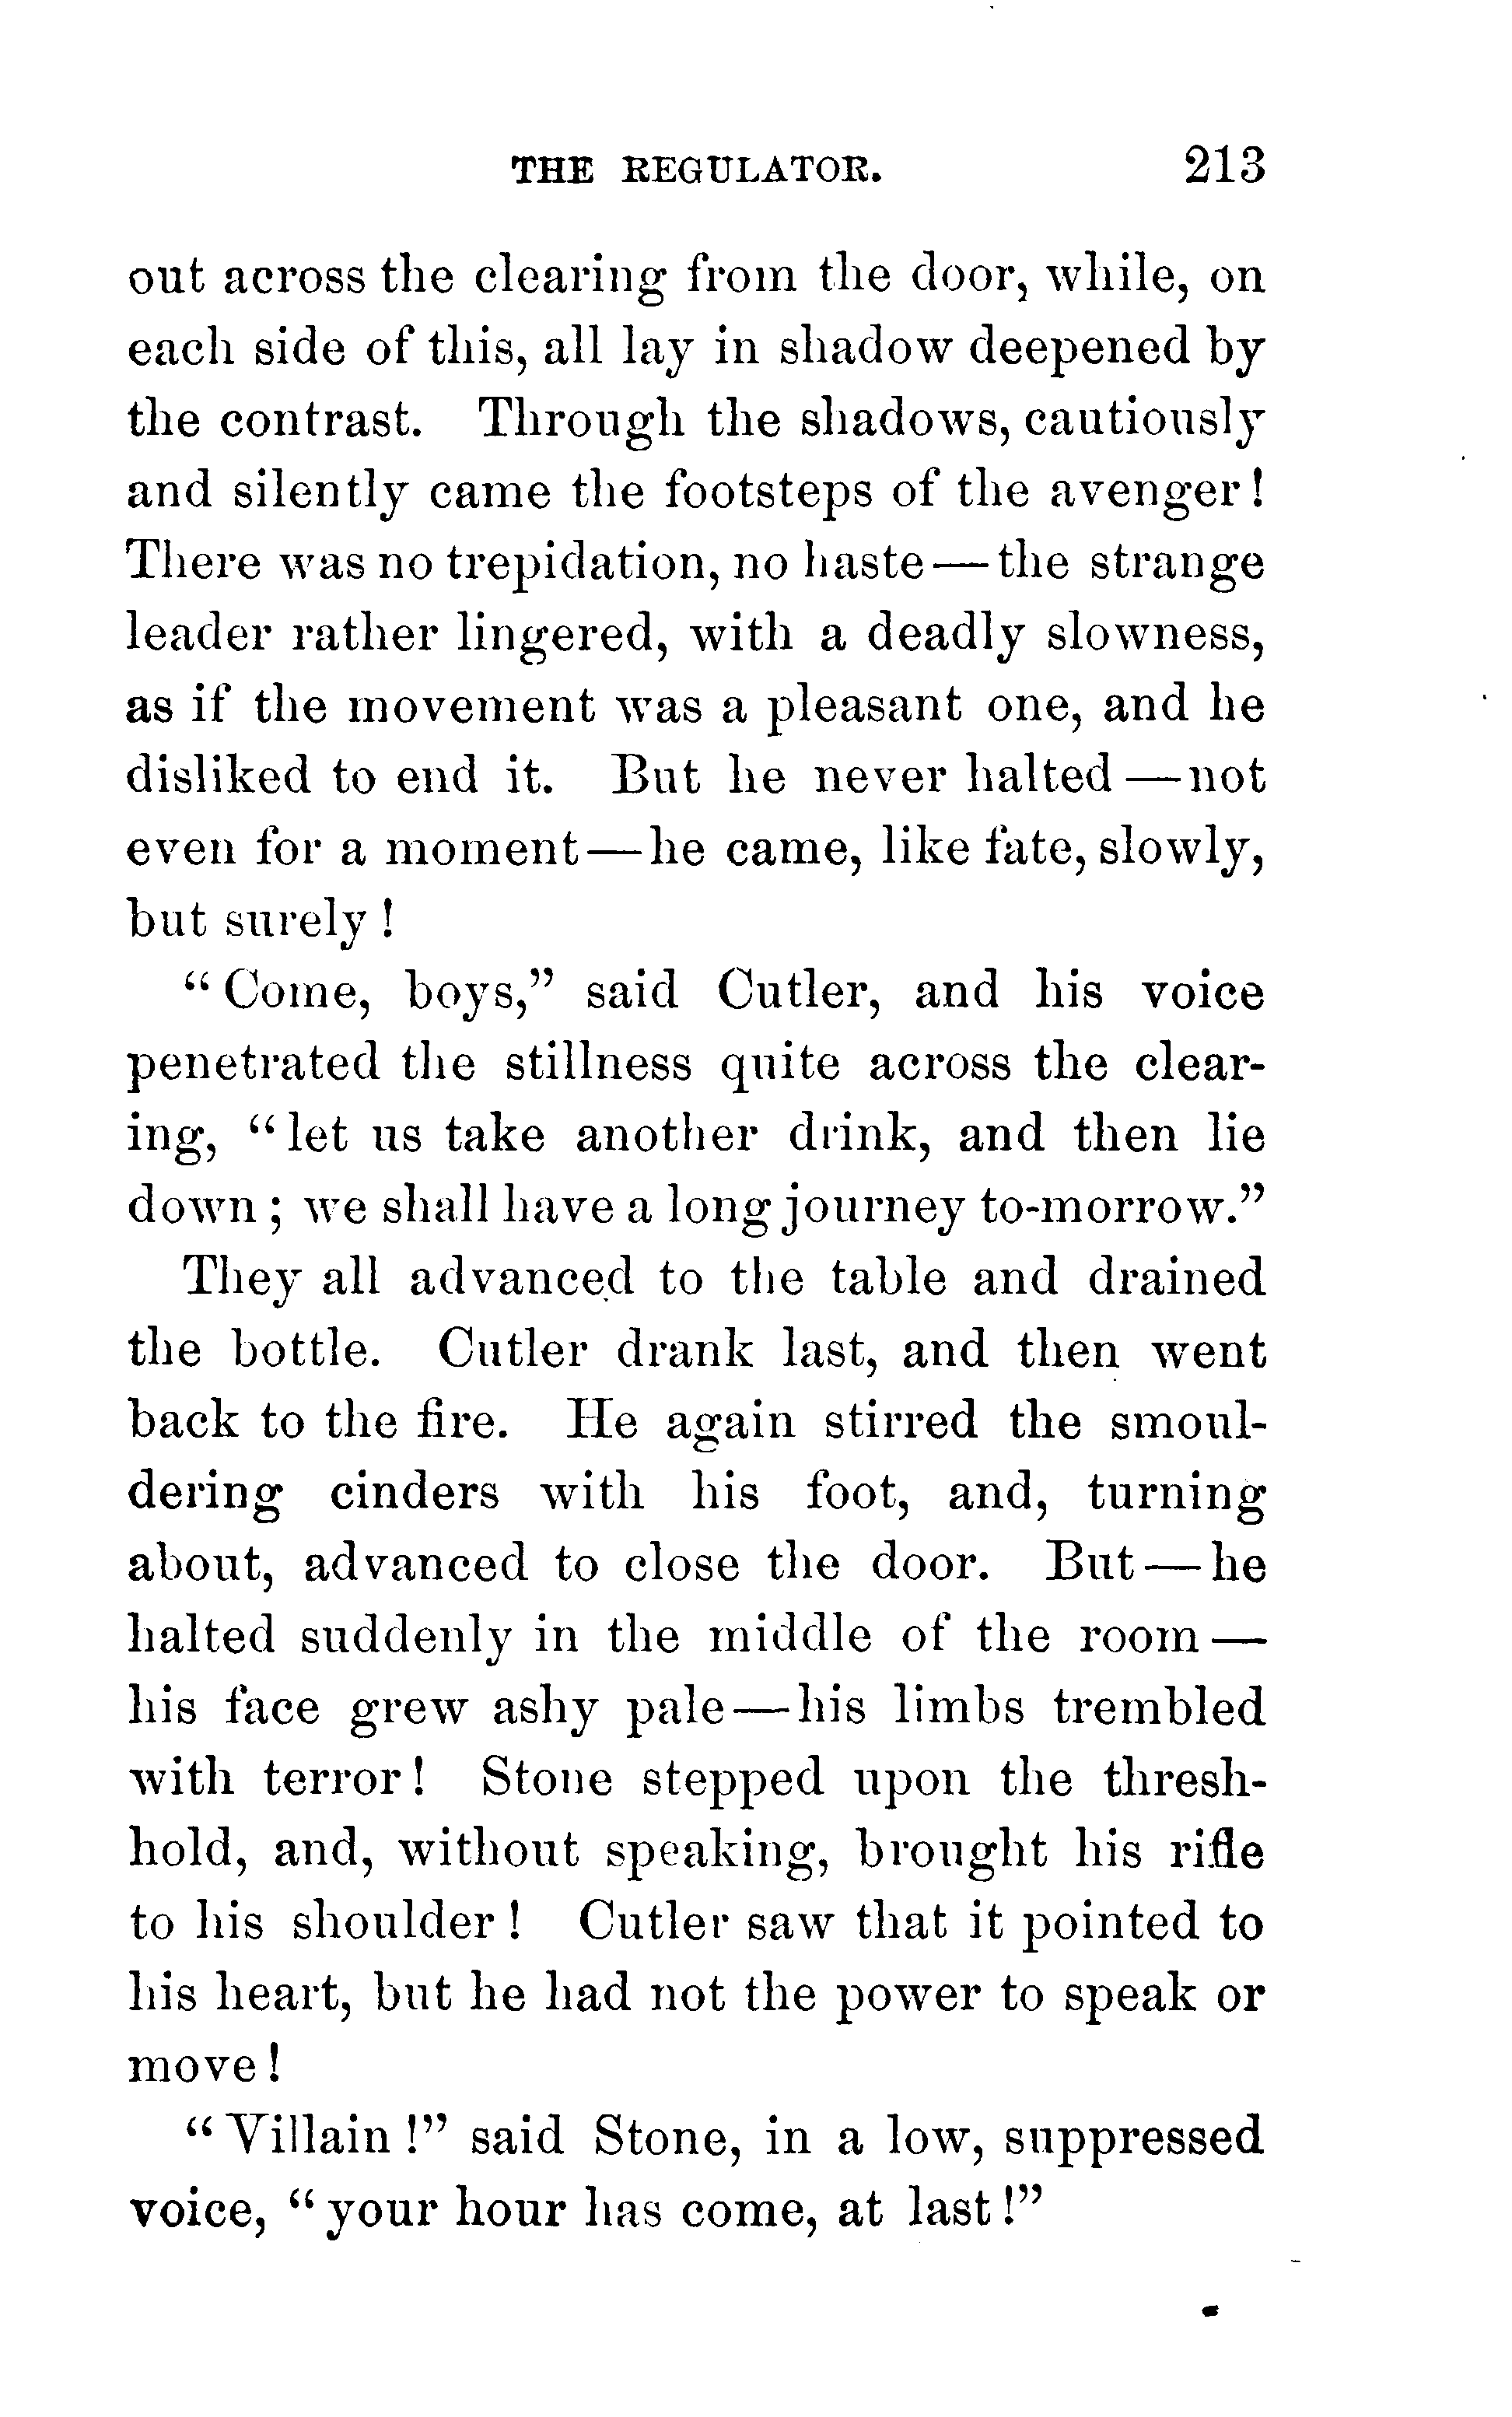 THE REGULATOR. 213
out across the clearing from the door, while, on
each side of this, all lay in shadow deepened by
the contrast. Through the shadows, cautiously
and silently came the footsteps of the avenger!
There was no trepidation, no haste—the strange
leader rather lingered, with a deadly slowness,
as if the movement was a pleasant one, and he
disliked to end it. But he never halted—not
even for a moment—he came, like fate, slowly,
but surely!
“Come, boys,” said Cutler, and his voice
penetrated the stillness quite across the clear-
ing, “let us take another drink, and then lie
down; we shall have a long journey to-morrow.”
They all advanced to the table and drained
the bottle. Cutler drank last, and then went
back to the fire. He again stirred the smoul-
dering cinders with his foot, and, turning
about, advanced to close the door. But—he
halted suddenly in the middle of the room—
his face grew ashy pale—his limbs trembled
with terror! Stone stepped upon the thresh-
hold, and, without speaking, brought his rifle
to his shoulder! Cutler saw that it pointed to
his heart, but he had not the power to speak or
move!
“Villain!” said Stone, in a low, suppressed
voice, “your hour has come, at last!”